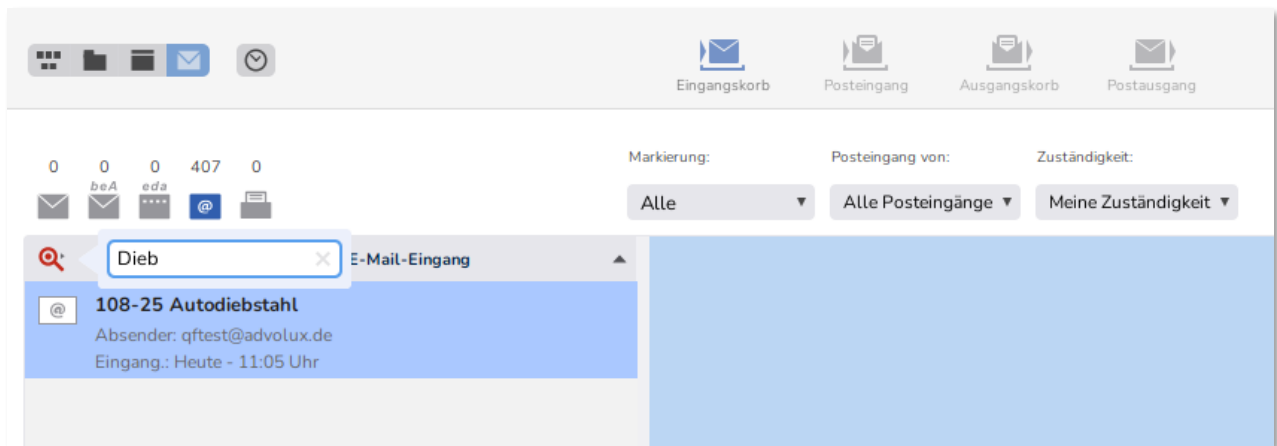 Eingangskorb
Posteingang
Ausgangskorb
Postausgang
0
0
0
407
0
beA
eda
@
Markierung:
Posteingang von:
Zuständigkeit:
Alle
Alle Posteingänge
Meine Zuständigkeit
Dieb
E-Mail-Eingang
@
108-25 Autodiebstahl
Absender: qftest@advolux.de
Eingang.: Heute - 11:05 Uhr